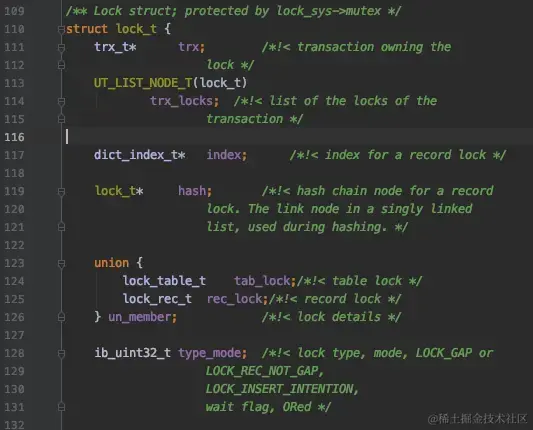 109 /** Lock struct; protected by lock_sys->mutex */
110 struct lock_t {
111 trx_t* trx; /*!< transaction owning the
112 lock */
113 UT_LIST_NODE_T(lock_t)
114 trx_locks; /*!< list of the locks of the
115 transaction */
116
117 dict_index_t* index; /*!< index for a record lock */
118
119 lock_t* hash; /*!< hash chain node for a record
120 lock. The link node in a singly linked
121 list, used during hashing. */
122
123 union {
124 lock_table_t tab_lock;/*!< table lock */
125 lock_rec_t rec_lock;/*!< record lock */
126 } un_member; /*!< lock details */
127
128 ib_uint32_t type_mode; /*!< lock type, mode, LOCK_GAP or
129 LOCK_REC_NOT_GAP,
130 LOCK_INSERT_INTENTION,
131 wait flag, ORed */
132
@稀土掘金技术社区